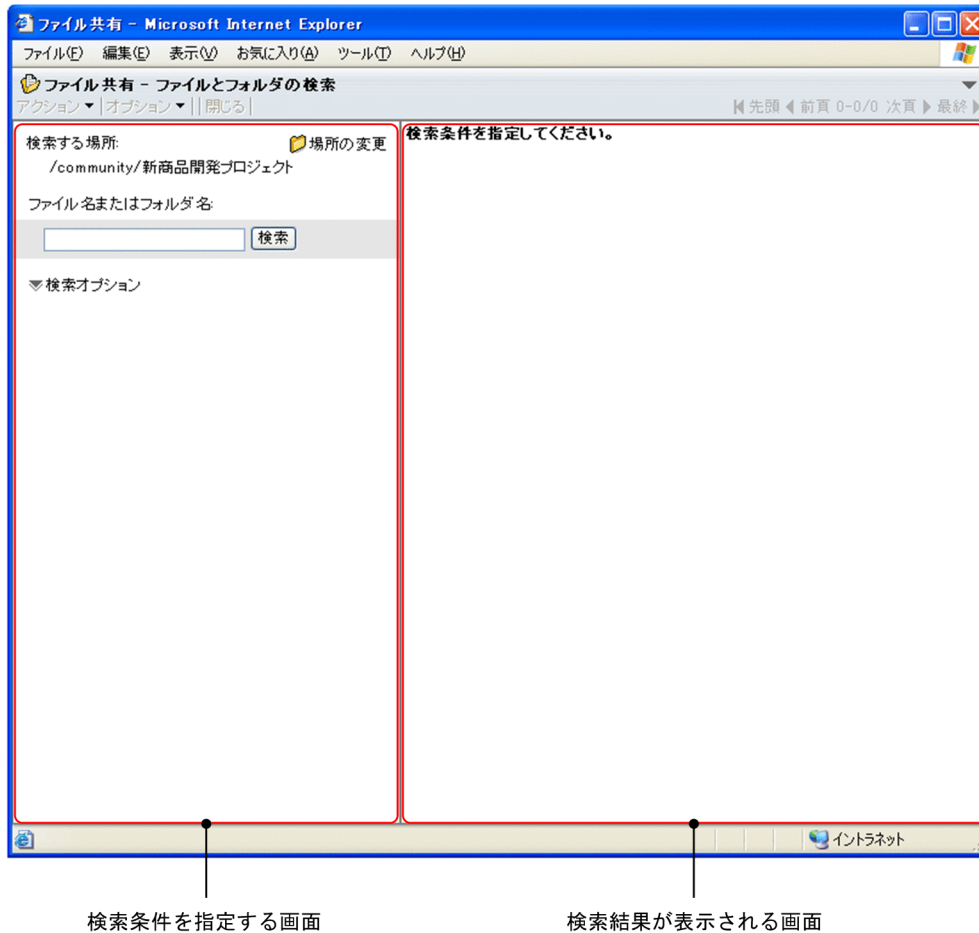 ファイル共有 - Microsoft Internet Explorer
ファイル(F) 編集(E) 表示(V) お気に入り(A) ツール(T) ヘルプ(H)
ファイル共有 - ファイルとフォルダの検索
アクション▼|オプション▼||閉じる| 先頭 前頁 0-0/0 次頁 最終
検索する場所: 場所の変更
/community/新商品開発プロジェクト
ファイル名またはフォルダ名:
検索
▼検索オプション
検索条件を指定してください。
イントラネット
検索条件を指定する画面 検索結果が表示される画面